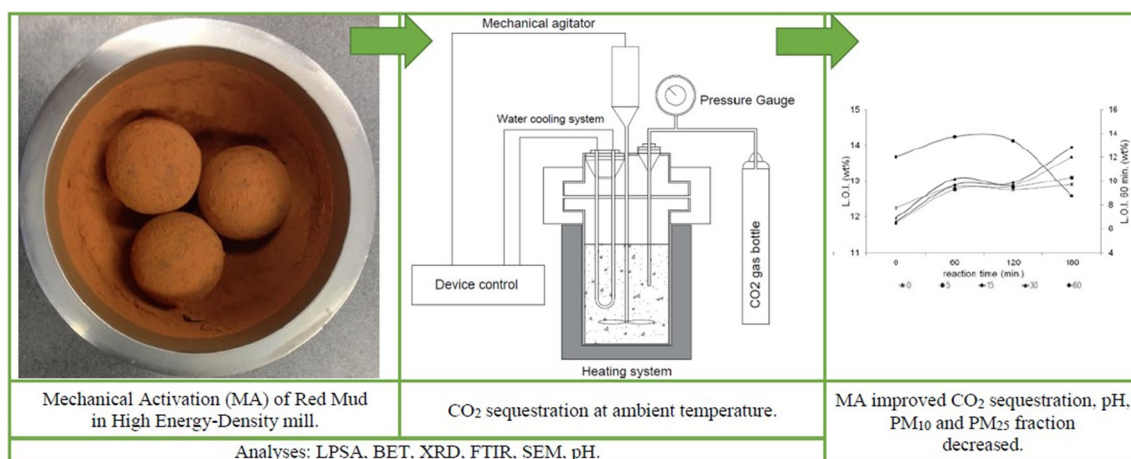 Mechanical agitator
Water cooling system
Pressure Gauge
Device control
CO2 gas bottle
Heating system
15
14
13
12
11
L.O.I. (wt%)
16
14
12
10
8
6
4
L.O.I. 60 min. (wt%)
0 60 120 180
reaction time (min.)
0 5 15 30 60
Mechanical Activation (MA) of Red Mud
in High Energy-Density mill.
CO₂ sequestration at ambient temperature.
MA improved CO₂ sequestration, pH,
PM₁₀ and PM₂₅ fraction
decreased.
Analyses: LPSA, BET, XRD, FTIR, SEM, pH.